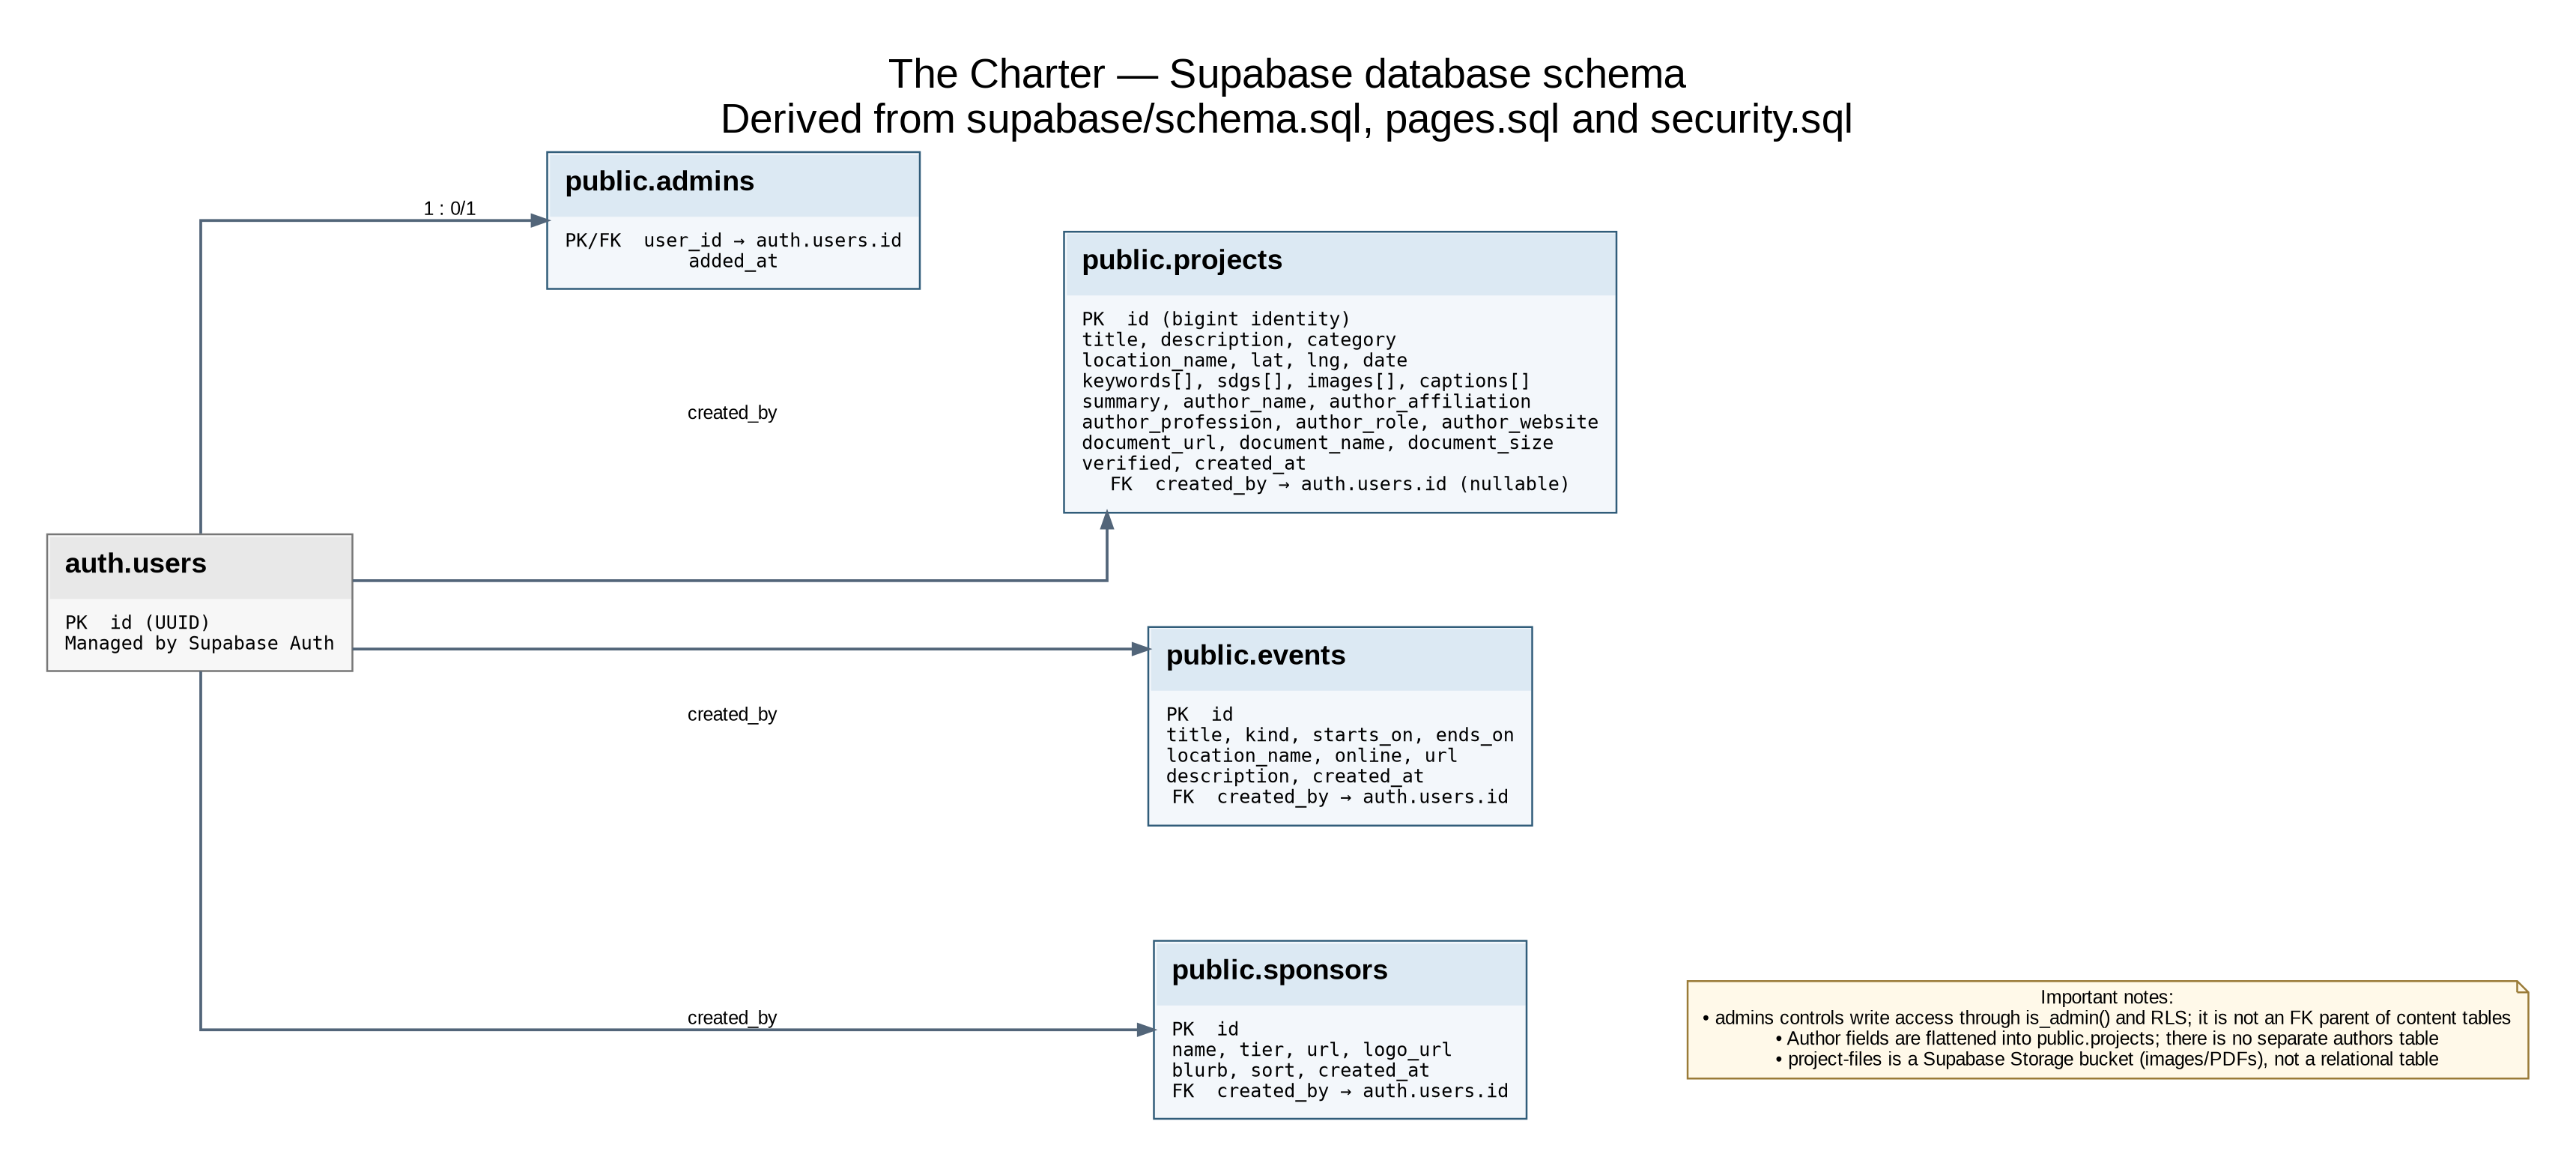 The Charter — Supabase database schema
Derived from supabase/schema.sql, pages.sql and security.sql
public.admins
PK/FK  user_id → auth.users.id
added_at
1 : 0/1
public.projects
PK  id (bigint identity)
title, description, category
location_name, lat, lng, date
keywords[], sdgs[], images[], captions[]
summary, author_name, author_affiliation
author_profession, author_role, author_website
document_url, document_name, document_size
verified, created_at
FK  created_by → auth.users.id (nullable)
created_by
auth.users
PK  id (UUID)
Managed by Supabase Auth
public.events
PK  id
title, kind, starts_on, ends_on
location_name, online, url
description, created_at
FK  created_by → auth.users.id
created_by
public.sponsors
PK  id
name, tier, url, logo_url
blurb, sort, created_at
FK  created_by → auth.users.id
created_by
Important notes:
• admins controls write access through is_admin() and RLS; it is not an FK parent of content tables
• Author fields are flattened into public.projects; there is no separate authors table
• project-files is a Supabase Storage bucket (images/PDFs), not a relational table